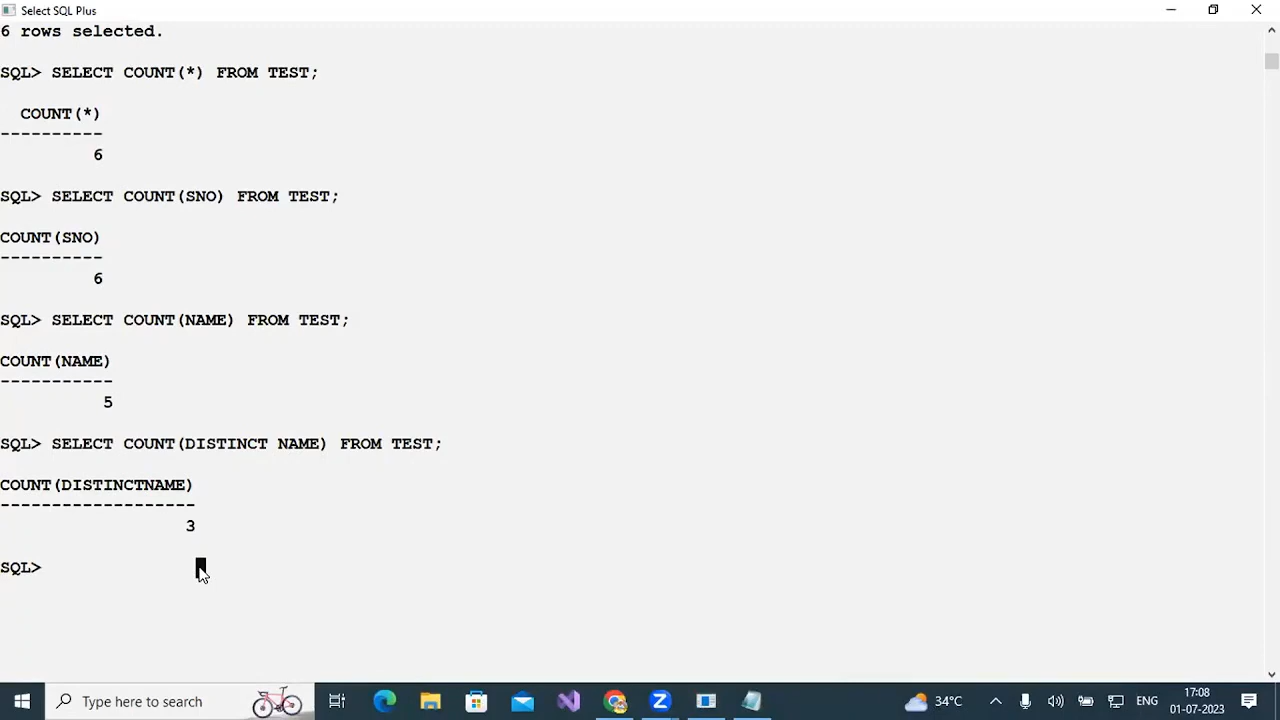 Select SQL Plus
6 rows selected.
SQL> SELECT COUNT(*) FROM TEST;
COUNT(*)
----------
6
SQL> SELECT COUNT(SNO) FROM TEST;
COUNT(SNO)
----------
6
SQL> SELECT COUNT(NAME) FROM TEST;
COUNT(NAME)
-----------
5
SQL> SELECT COUNT(DISTINCT NAME) FROM TEST;
COUNT(DISTINCTNAME)
-------------------
3
SQL>
Type here to search
34°C
ENG
17:08
01-07-2023